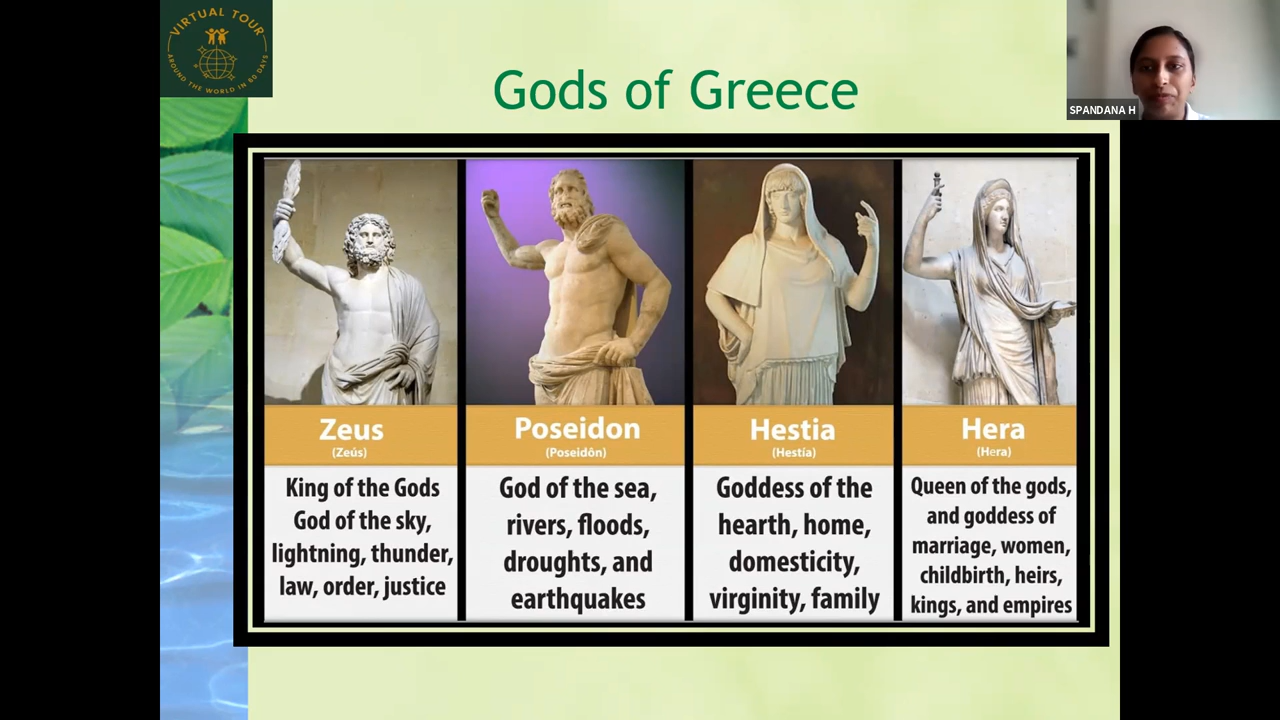 VIRTUAL TOUR
AROUND THE WORLD IN 60 DAYS
Gods of Greece
SPANDANA H
Zeus
(Zeús)
King of the Gods
God of the sky,
lightning, thunder,
law, order, justice
Poseidon
(Poseidôn)
God of the sea,
rivers, floods,
droughts, and
earthquakes
Hestia
(Hestía)
Goddess of the
hearth, home,
domesticity,
virginity, family
Hera
(Hera)
Queen of the gods,
and goddess of
marriage, women,
childbirth, heirs,
kings, and empires